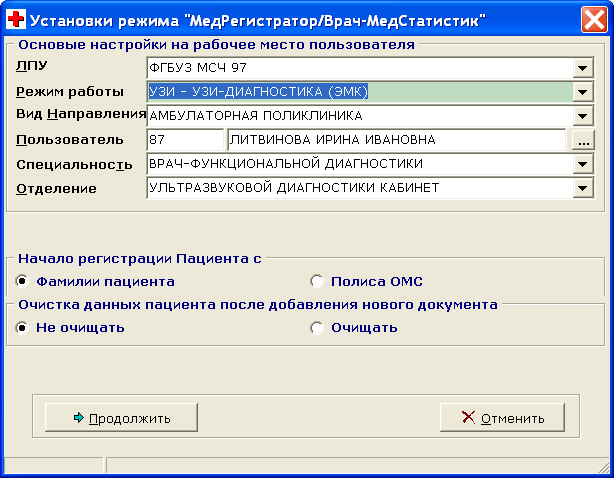 Установки режима "МедРегистратор/Врач-МедСтатистик"
Основые настройки на рабочее место пользователя
ЛПУ ФГБУЗ МСЧ 97
Режим работы УЗИ - УЗИ-ДИАГНОСТИКА (ЭМК)
Вид Направления АМБУЛАТОРНАЯ ПОЛИКЛИНИКА
Пользователь 87 ЛИТВИНОВА ИРИНА ИВАНОВНА ...
Специальность ВРАЧ-ФУНКЦИОНАЛЬНОЙ ДИАГНОСТИКИ
Отделение УЛЬТРАЗВУКОВОЙ ДИАГНОСТИКИ КАБИНЕТ
Начало регистрации Пациента с
Фамилии пациента Полиса ОМС
Очистка данных пациента после добавления нового документа
Не очищать Очищать
Продолжить Отменить